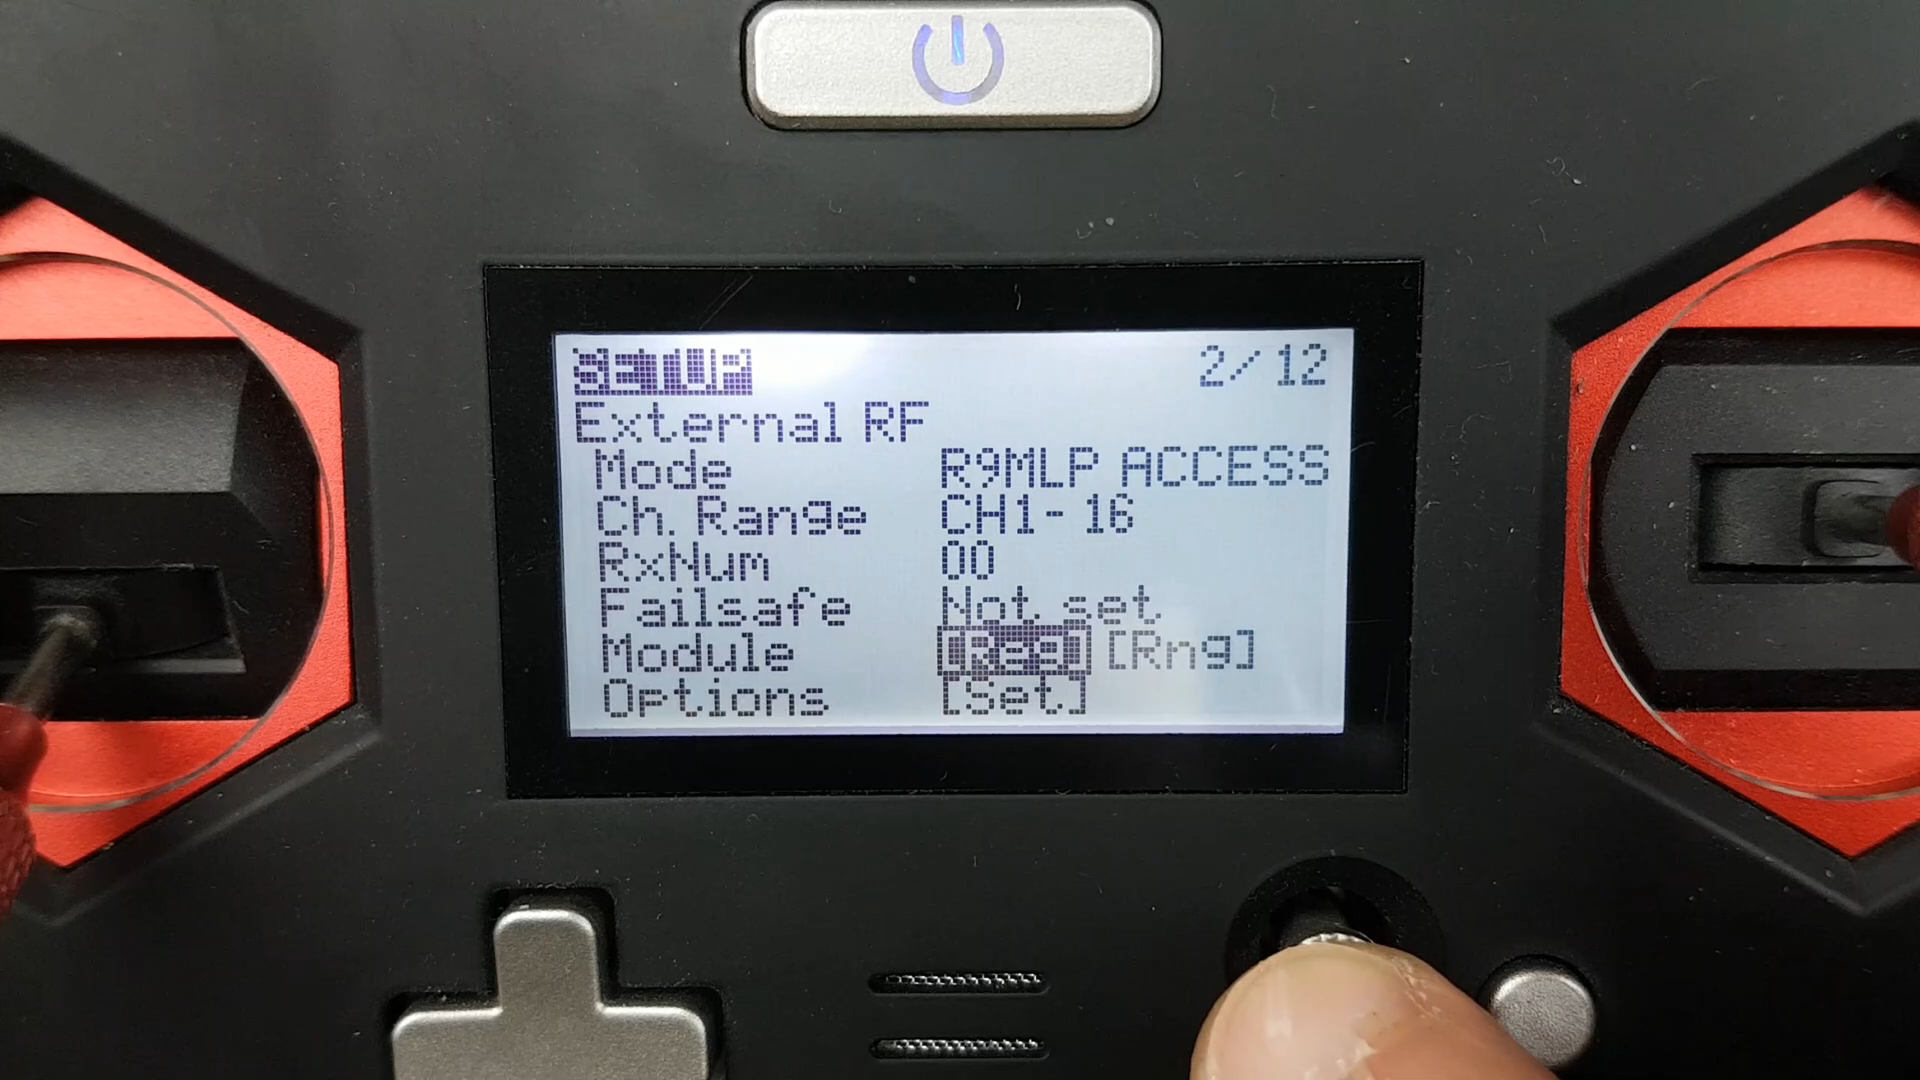 SETUP 2/12
External RF
Mode R9MLP ACCESS
Ch. Range CH1-16
RxNum 00
Failsafe Not set
Module [Reg] [Rng]
Options [Set]